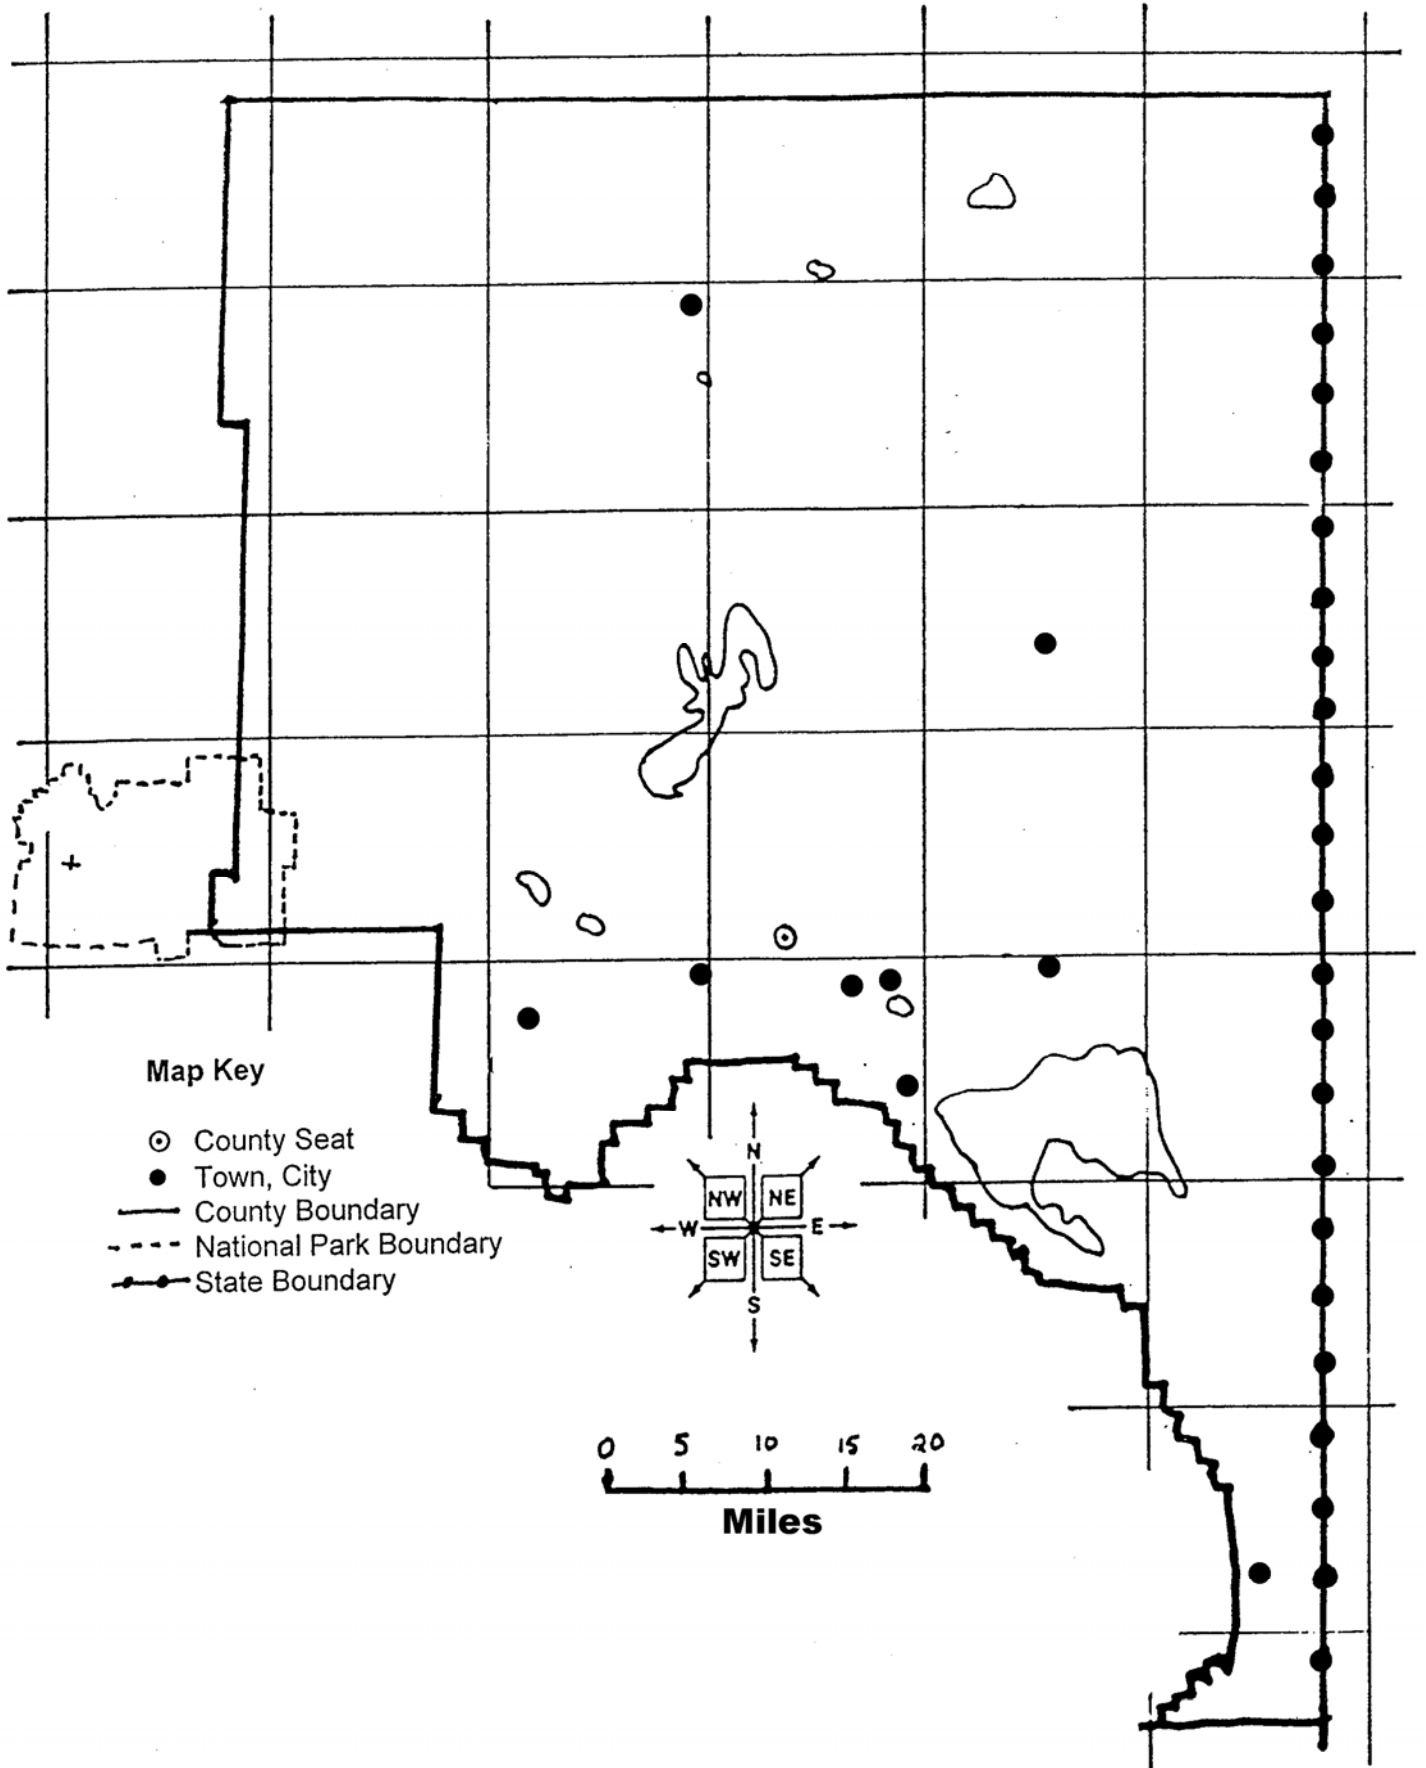 Map Key
County Seat
Town, City
County Boundary
National Park Boundary
State Boundary
N
NW NE
W E
SW SE
S
0 5 10 15 20
Miles